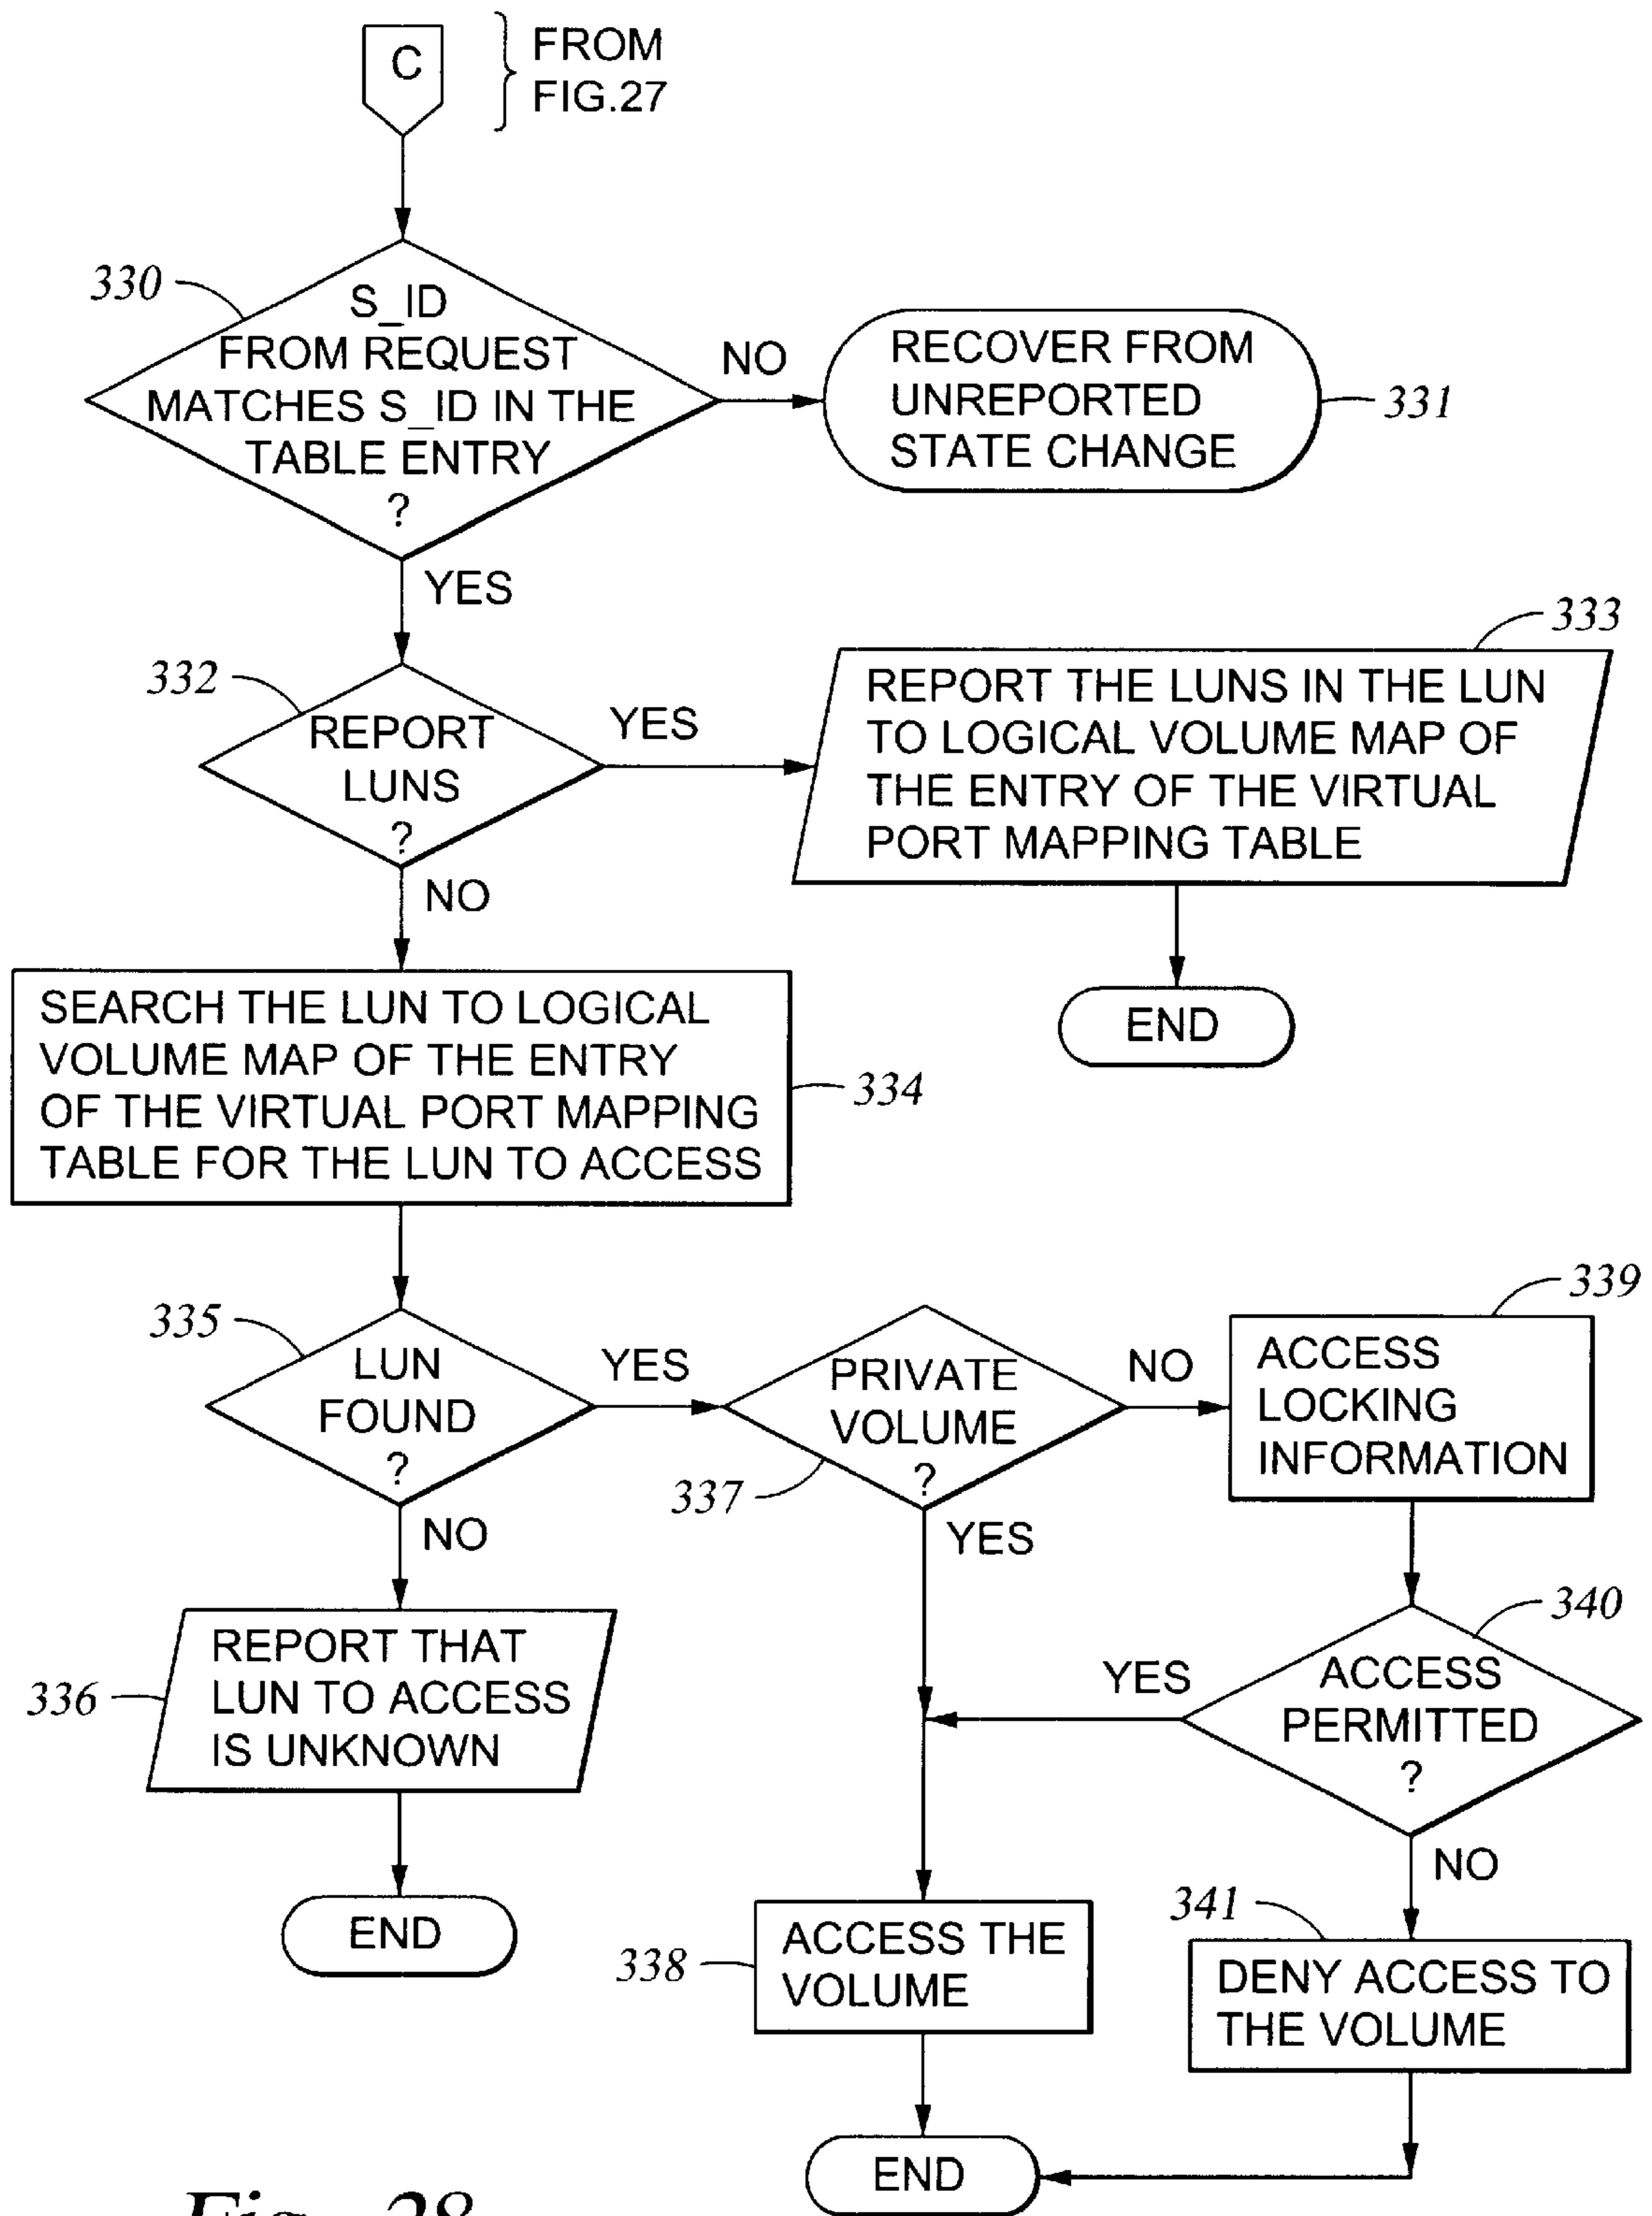 C
FROM
FIG.27
330
S_ID
FROM REQUEST
MATCHES S_ID IN THE
TABLE ENTRY
?
NO
RECOVER FROM
UNREPORTED
STATE CHANGE
331
YES
332
REPORT
LUNS
?
YES
333
REPORT THE LUNS IN THE LUN
TO LOGICAL VOLUME MAP OF
THE ENTRY OF THE VIRTUAL
PORT MAPPING TABLE
END
NO
SEARCH THE LUN TO LOGICAL
VOLUME MAP OF THE ENTRY
OF THE VIRTUAL PORT MAPPING
TABLE FOR THE LUN TO ACCESS
334
335
LUN
FOUND
?
YES
PRIVATE
VOLUME
?
337
NO
339
ACCESS
LOCKING
INFORMATION
NO
YES
336
REPORT THAT
LUN TO ACCESS
IS UNKNOWN
END
340
ACCESS
PERMITTED
?
YES
NO
338
ACCESS THE
VOLUME
341
DENY ACCESS TO
THE VOLUME
END
Fig. 28